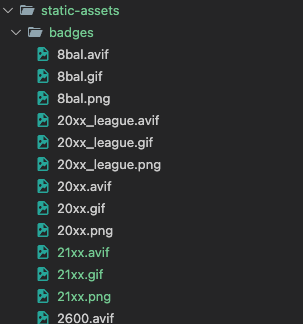 static-assets
badges
8bal.avif
8bal.gif
8bal.png
20xx_league.avif
20xx_league.gif
20xx_league.png
20xx.avif
20xx.gif
20xx.png
21xx.avif
21xx.gif
21xx.png
2600.avif